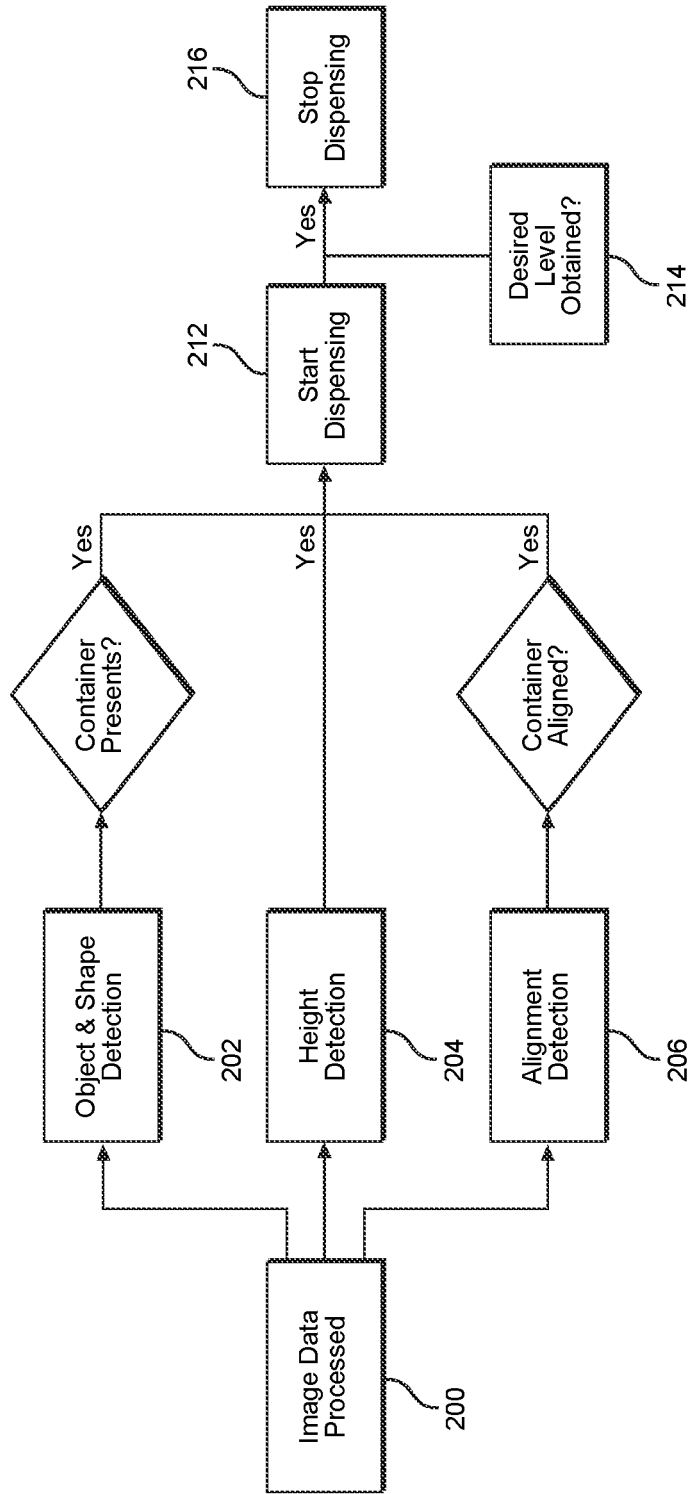 Image Data
Processed
200
Object & Shape
Detection
202
Height
Detection
204
Alignment
Detection
206
Container
Presents?
Yes
Yes
Container
Aligned?
Yes
Start
Dispensing
212
Yes
Desired
Level
Obtained?
214
Stop
Dispensing
216